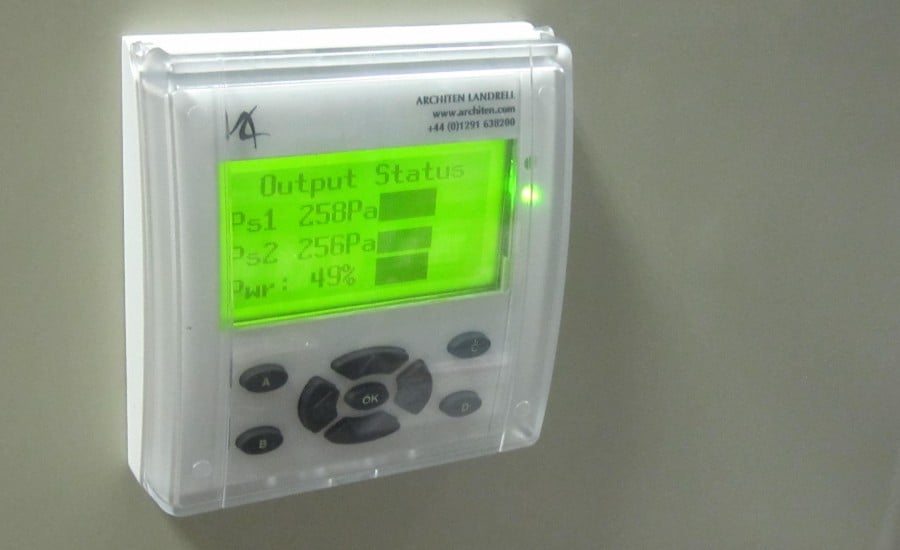 ARCHITEN LANDRELL
www.architen.com
+44 (0)1291 638200
Output Status
Ps1 258Pa
Ps2 256Pa
Pwr: 49%
A
C
OK
B
D